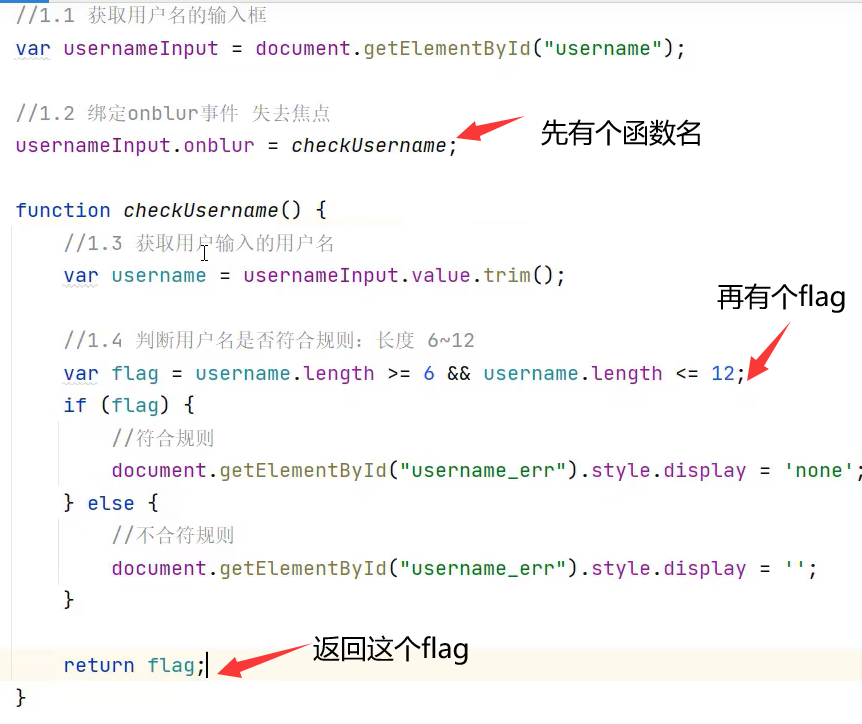 //1.1 获取用户名的输入框
var usernameInput = document.getElementById("username");
//1.2 绑定onblur事件 失去焦点
usernameInput.onblur = checkUsername;
先有个函数名
function checkUsername() {
//1.3 获取用户输入的用户名
var username = usernameInput.value.trim();
再有个flag
//1.4 判断用户名是否符合规则：长度 6~12
var flag = username.length >= 6 && username.length <= 12;
if (flag) {
//符合规则
document.getElementById("username_err").style.display = 'none';
} else {
//不合符规则
document.getElementById("username_err").style.display = '';
}
return flag;
返回这个flag
}